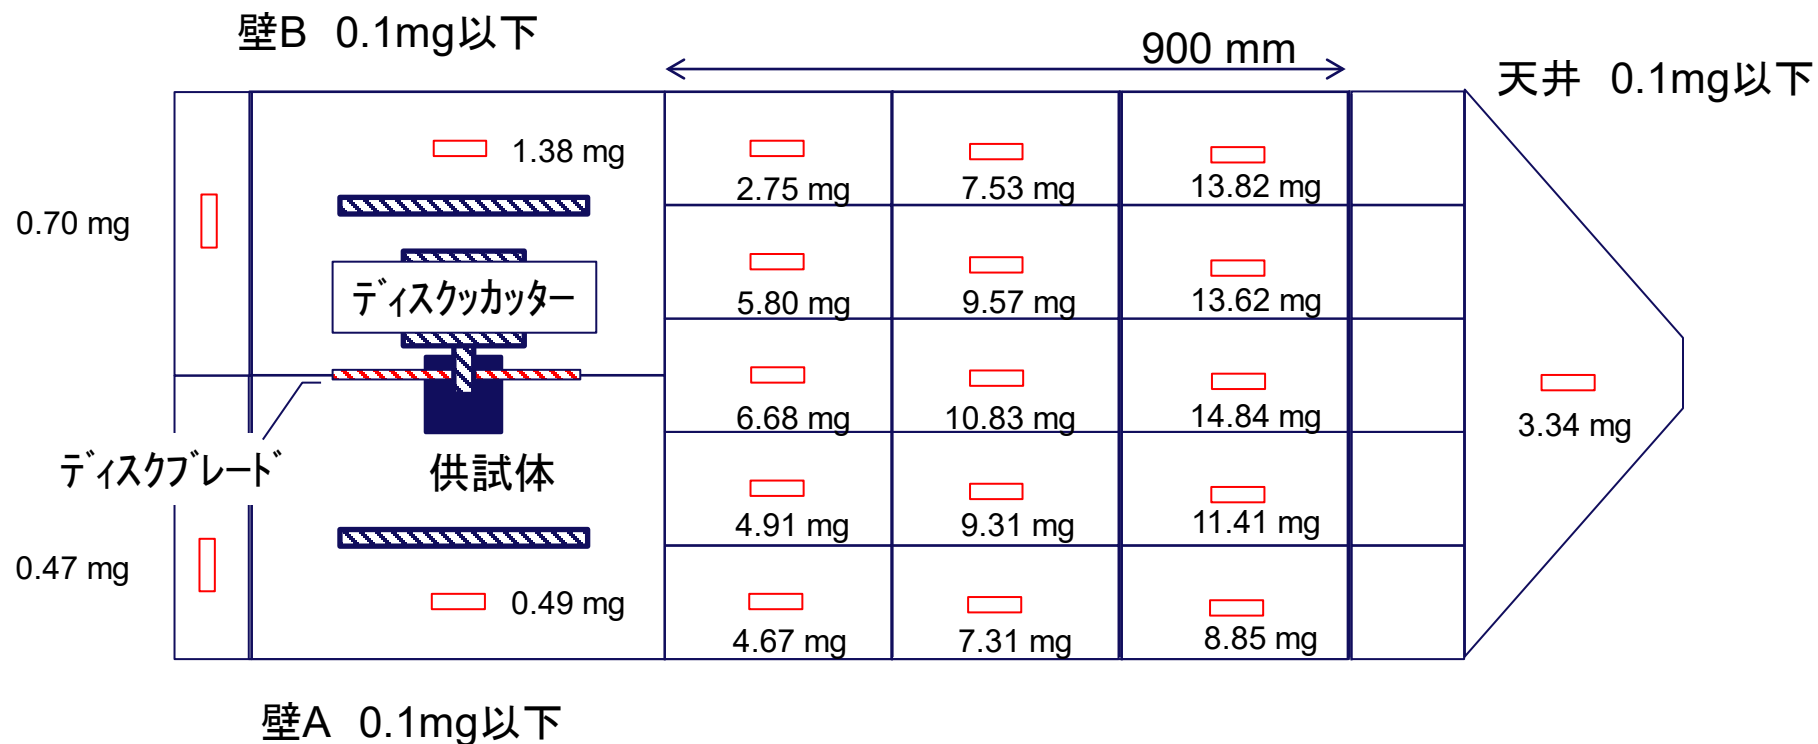 壁B 0.1mg以下
900 mm
天井 0.1mg以下
1.38 mg
2.75 mg
7.53 mg
13.82 mg
0.70 mg
ディスクッカッター
5.80 mg
9.57 mg
13.62 mg
6.68 mg
10.83 mg
14.84 mg
3.34 mg
ディスクブレード
供試体
4.91 mg
9.31 mg
11.41 mg
0.47 mg
0.49 mg
4.67 mg
7.31 mg
8.85 mg
壁A 0.1mg以下